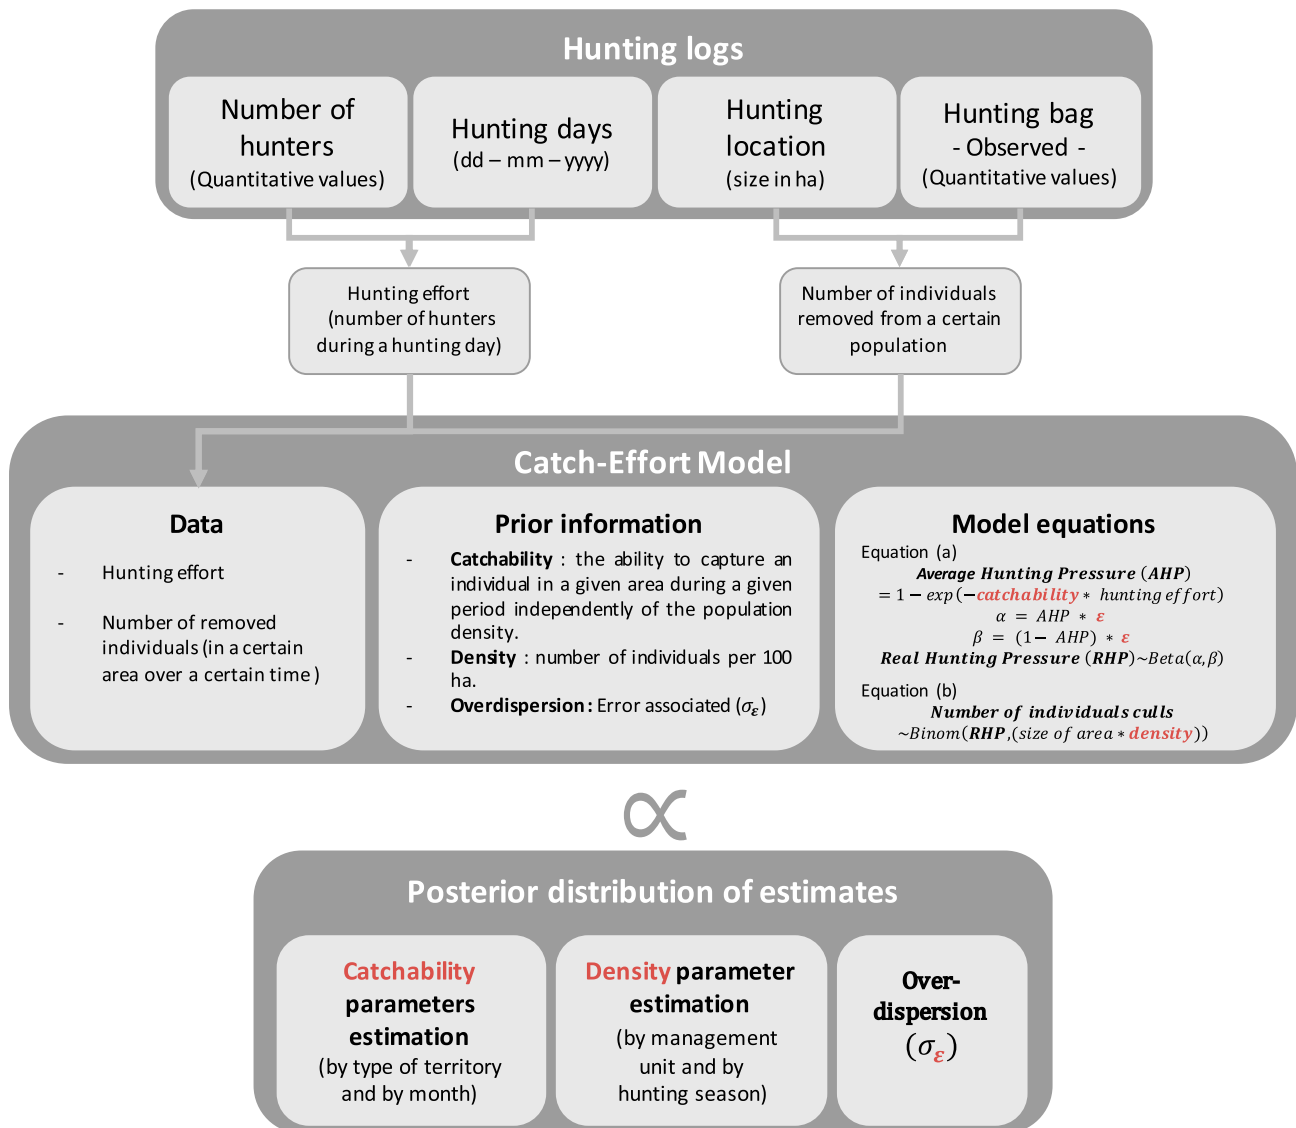 Hunting logs
Number of
hunters
(Quantitative values)
Hunting days
(dd – mm – yyyy)
Hunting
location
(size in ha)
Hunting bag
- Observed -
(Quantitative values)
Hunting effort
(number of hunters
during a hunting day)
Number of individuals
removed from a certain
population
Catch-Effort Model
Data
- Hunting effort
- Number of removed
individuals (in a certain
area over a certain time )
Prior information
- Catchability : the ability to capture an
individual in a given area during a given
period independently of the population
density.
- Density : number of individuals per 100
ha.
- Overdispersion : Error associated (σε)
Model equations
Equation (a)
Average Hunting Pressure (AHP)
= 1 − exp(−catchability ∗ hunting effort)
α = AHP ∗ ε
β = (1− AHP) ∗ ε
Real Hunting Pressure (RHP)~Beta(α,β)
Equation (b)
Number of individuals culls
~Binom(RHP,(size of area ∗ density))
∝
Posterior distribution of estimates
Catchability
parameters
estimation
(by type of territory
and by month)
Density parameter
estimation
(by management
unit and by
hunting season)
Over-
dispersion
(σε)